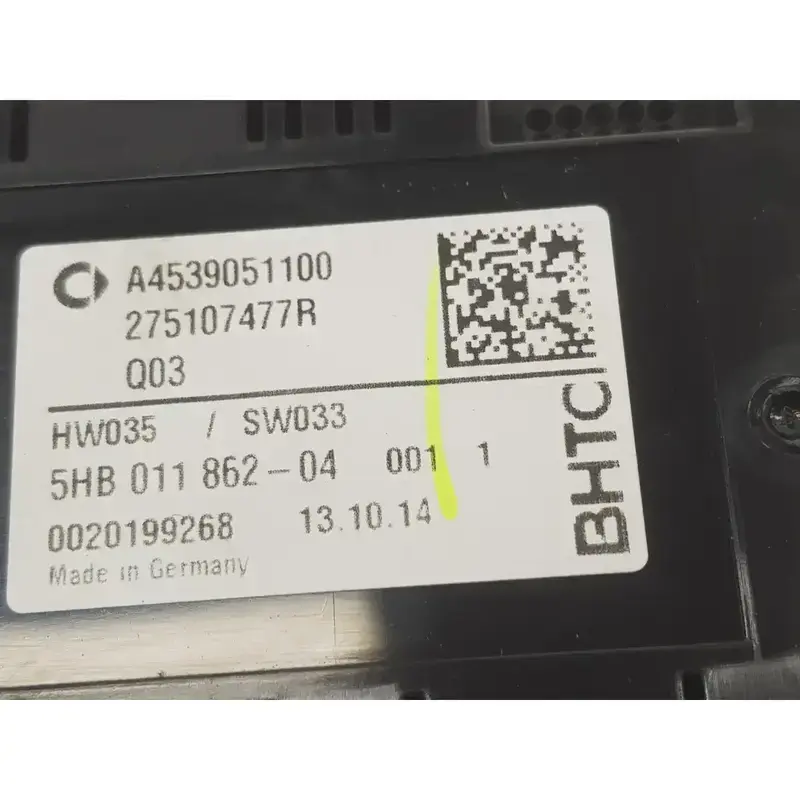 A4539051100
275107477R
Q03
HW035 / SW033
5HB 011 862-04 001 1
0020199268 13.10.14
Made in Germany
BHTC